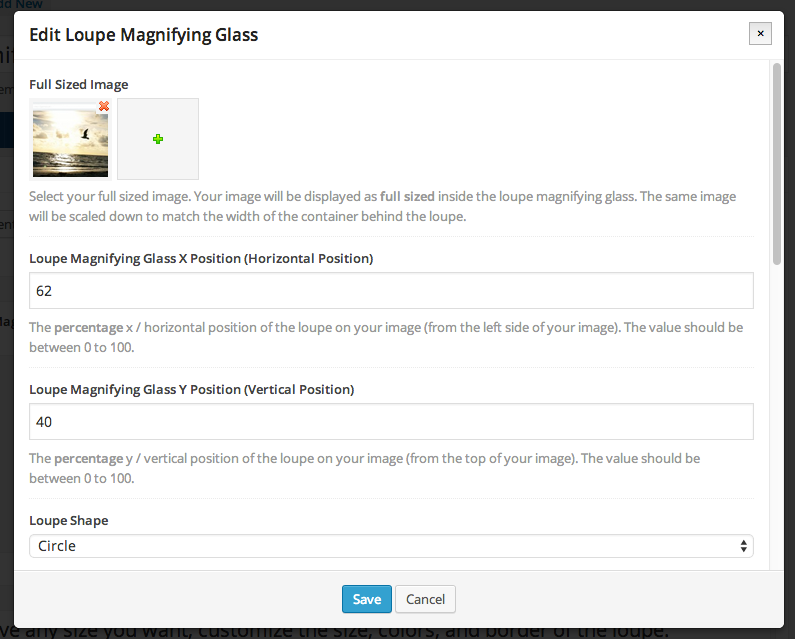 dd New
Edit Loupe Magnifying Glass
×
Full Sized Image
Select your full sized image. Your image will be displayed as full sized inside the loupe magnifying glass. The same image
will be scaled down to match the width of the container behind the loupe.
Loupe Magnifying Glass X Position (Horizontal Position)
62
The percentage x / horizontal position of the loupe on your image (from the left side of your image). The value should be
between 0 to 100.
Loupe Magnifying Glass Y Position (Vertical Position)
40
The percentage y / vertical position of the loupe on your image (from the top of your image). The value should be
between 0 to 100.
Loupe Shape
Circle
Save Cancel
ve any size you want, customize the size, colors, and border of the loupe.